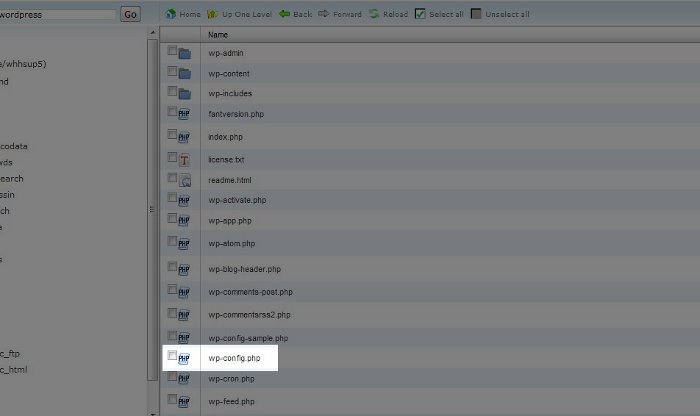 wordpress Go Home Up One Level Back Forward Reload Select all Unselect all
Name
wp-admin
e/whhsup5)
wp-content
nd
wp-includes
fantversion.php
index.php
codata
license.txt
wds
earch
readme.html
ssin
wp-activate.php
ch
wp-app.php
a
wp-atom.php
s
wp-blog-header.php
wp-comments-post.php
wp-commentsrss2.php
wp-config-sample.php
c_ftp
wp-config.php
c_html
wp-cron.php
wp-feed.php